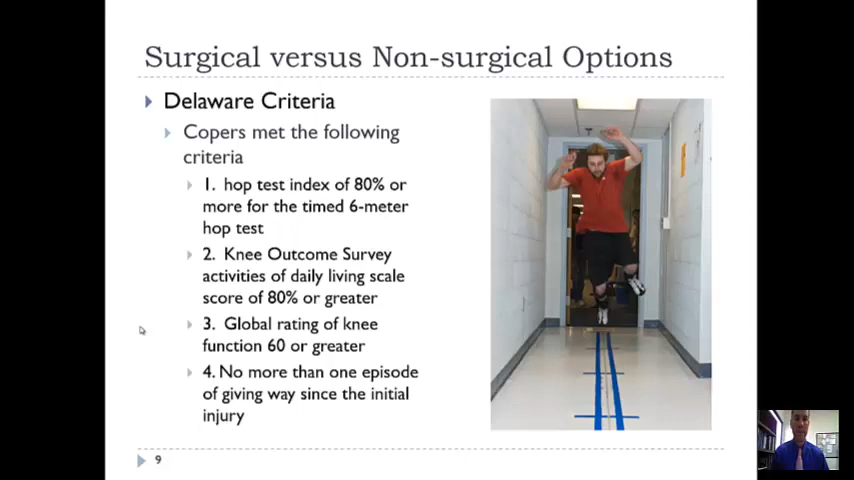 Surgical versus Non-surgical Options
Delaware Criteria
Copers met the following
criteria
1. hop test index of 80% or
more for the timed 6-meter
hop test
2. Knee Outcome Survey
activities of daily living scale
score of 80% or greater
3. Global rating of knee
function 60 or greater
4. No more than one episode
of giving way since the initial
injury
9